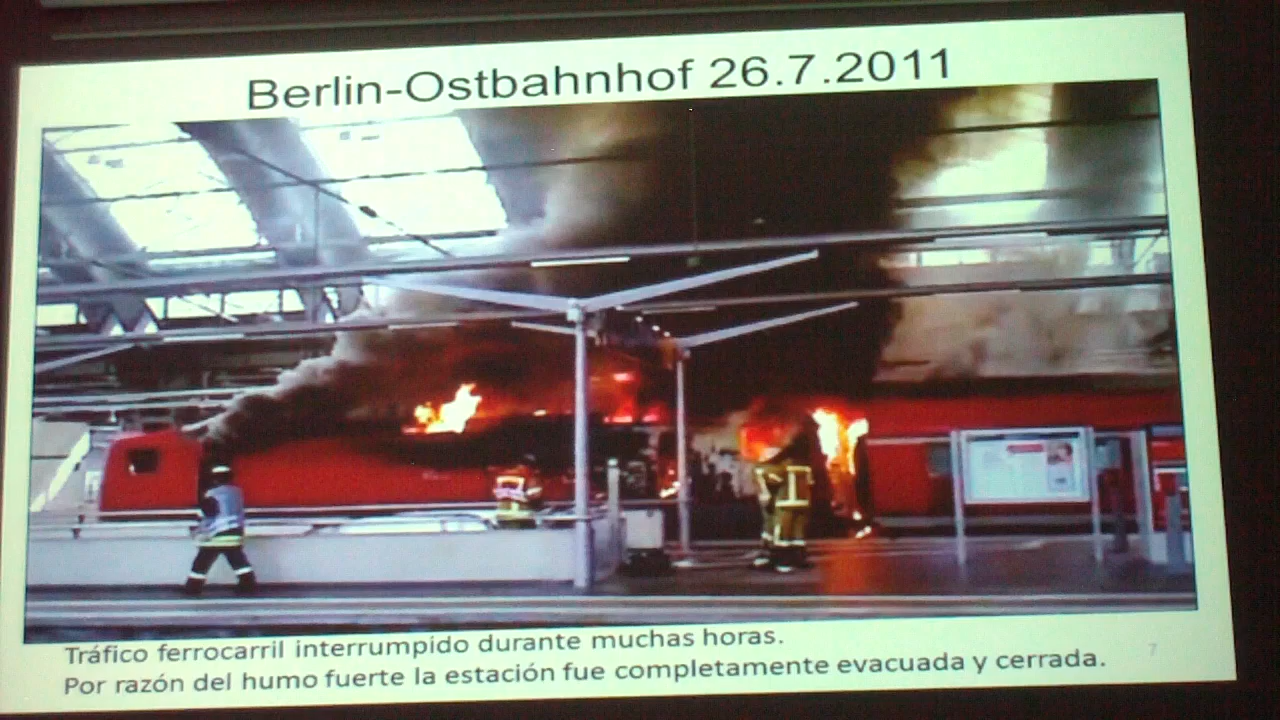 Berlin-Ostbahnhof 26.7.2011
Tráfico ferrocarril interrumpido durante muchas horas.
Por razón del humo fuerte la estación fue completamente evacuada y cerrada.
7